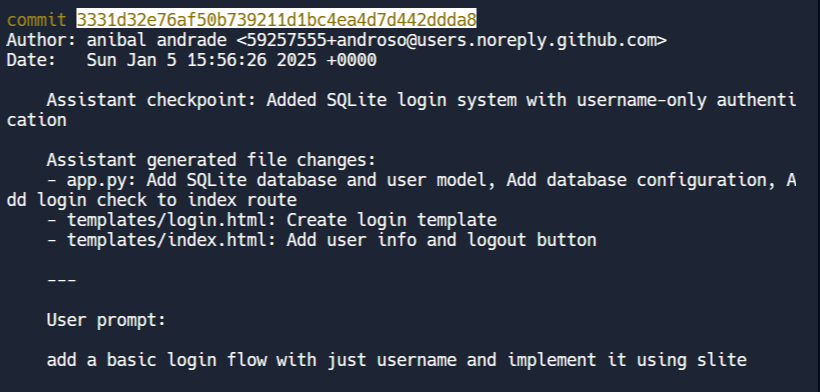 commit 3331d32e76af50b739211d1bc4ea4d7d442ddda8
Author: anibal andrade <59257555+androso@users.noreply.github.com>
Date:   Sun Jan 5 15:56:26 2025 +0000
Assistant checkpoint: Added SQLite login system with username-only authenti
cation
Assistant generated file changes:
- app.py: Add SQLite database and user model, Add database configuration, A
dd login check to index route
- templates/login.html: Create login template
- templates/index.html: Add user info and logout button
---
User prompt:
add a basic login flow with just username and implement it using slite